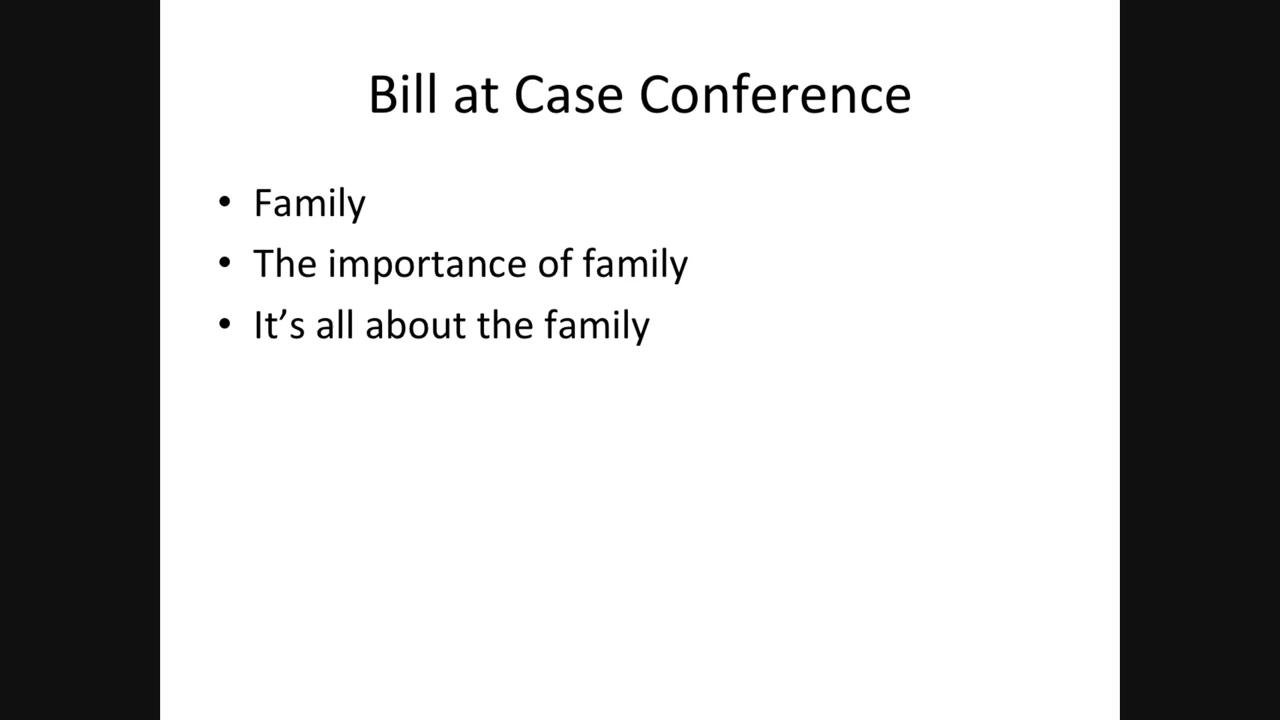 Bill at Case Conference
• Family
• The importance of family
• It’s all about the family